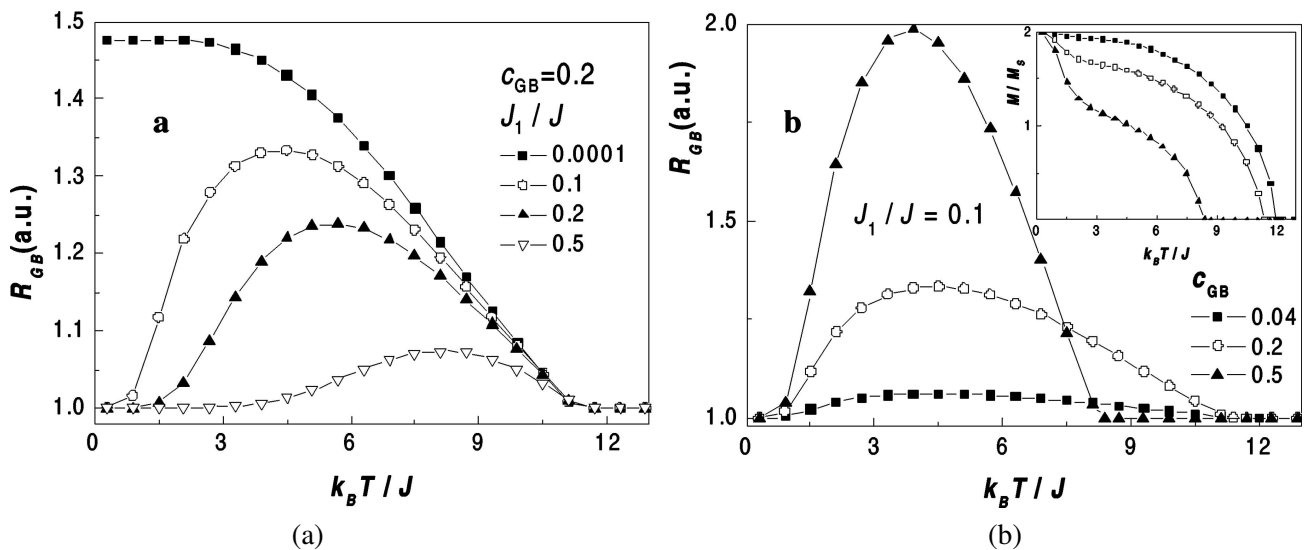 1.5
1.4
1.3
1.2
1.1
1.0
R_GB (a.u.)
a
c_GB=0.2
J_1 / J
0.0001
0.1
0.2
0.5
0 3 6 9 12
k_B T / J
(a)
2.0
1.5
1.0
R_GB (a.u.)
b
J_1 / J = 0.1
2
1
M / M_s
0 3 6 9 12
k_B T / J
c_GB
0.04
0.2
0.5
0 3 6 9 12
k_B T / J
(b)